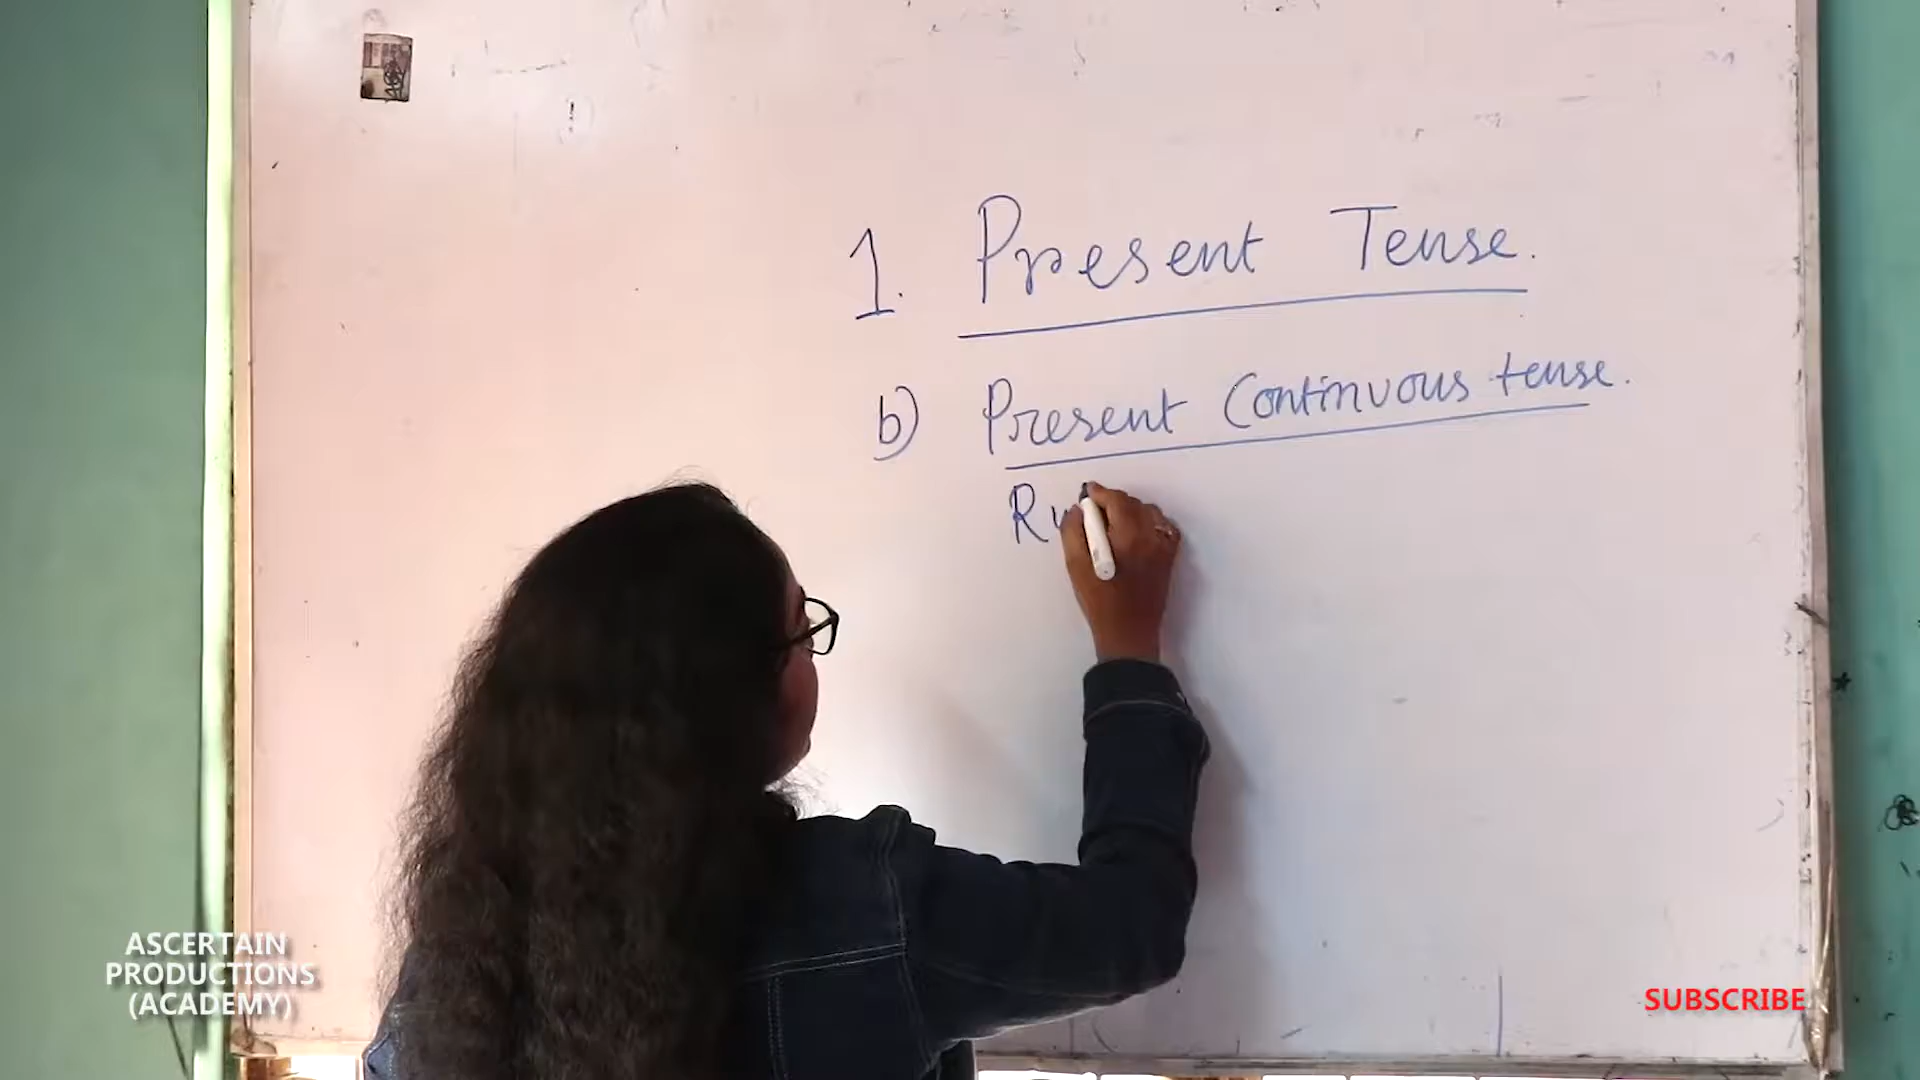 1. Present Tense.
b) Present Continuous tense.
ASCERTAIN
PRODUCTIONS
(ACADEMY)
SUBSCRIBE